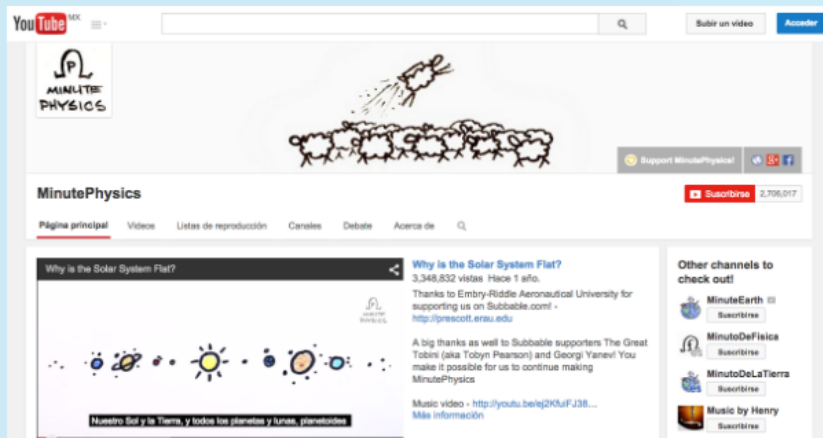 YouTube MX
Subir un video
Acceder
P
MINUTE
PHYSICS
Support MinutePhysics!
MinutePhysics
Suscribirse 2,706,017
Página principal Videos Listas de reproducción Canales Debate Acerca de
Why is the Solar System Flat?
MINUTE
PHYSICS
Nuestro Sol y la Tierra, y todos los planetas y lunas, planetoides
Why is the Solar System Flat?
3,348,832 vistas Hace 1 año.
Thanks to Embry-Riddle Aeronautical University for
supporting us on Subbable.com! -
http://prescott.erau.edu
A big thanks as well to Subbable supporters The Great
Tobini (aka Tobyn Pearson) and Georgi Yanev! You
make it possible for us to continue making
MinutePhysics
Music video - http://youtu.be/ej2KfuiFJ38...
Más información
Other channels to
check out!
MinuteEarth
Suscribirse
MinutoDeFisica
Suscribirse
MinutoDeLaTierra
Suscribirse
Music by Henry
Suscribirse